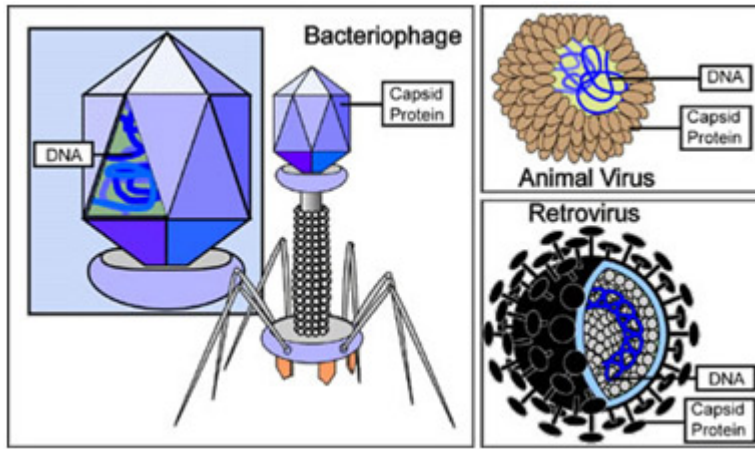 Bacteriophage
Capsid
Protein
DNA
DNA
Capsid
Protein
Animal Virus
Retrovirus
DNA
Capsid
Protein